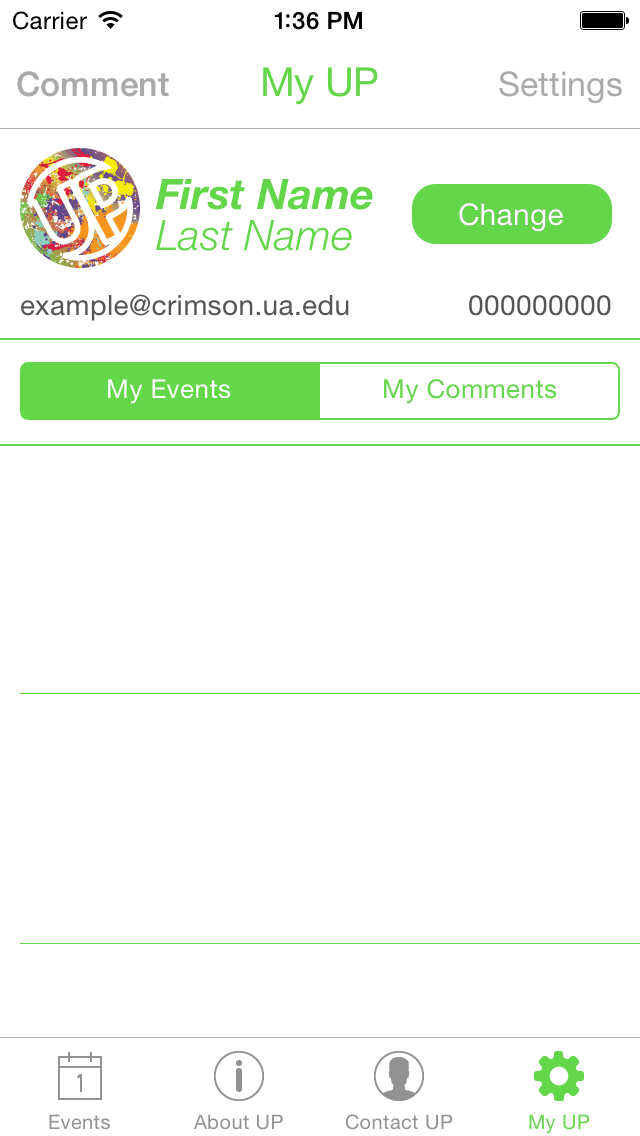 Carrier 1:36 PM
Comment My UP Settings
UP
First Name
Last Name
Change
example@crimson.ua.edu 000000000
My Events My Comments
1
Events About UP Contact UP My UP